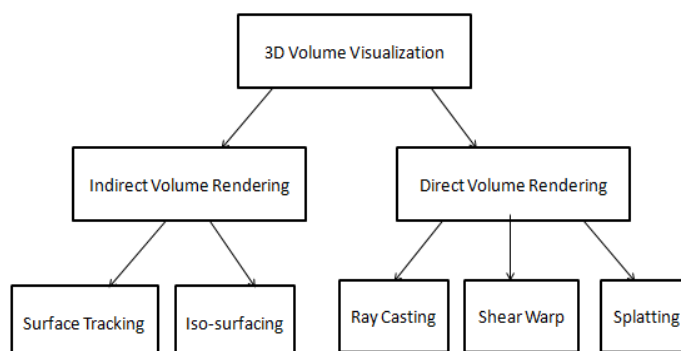 3D Volume Visualization
Indirect Volume Rendering
Direct Volume Rendering
Surface Tracking
Iso-surfacing
Ray Casting
Shear Warp
Splatting